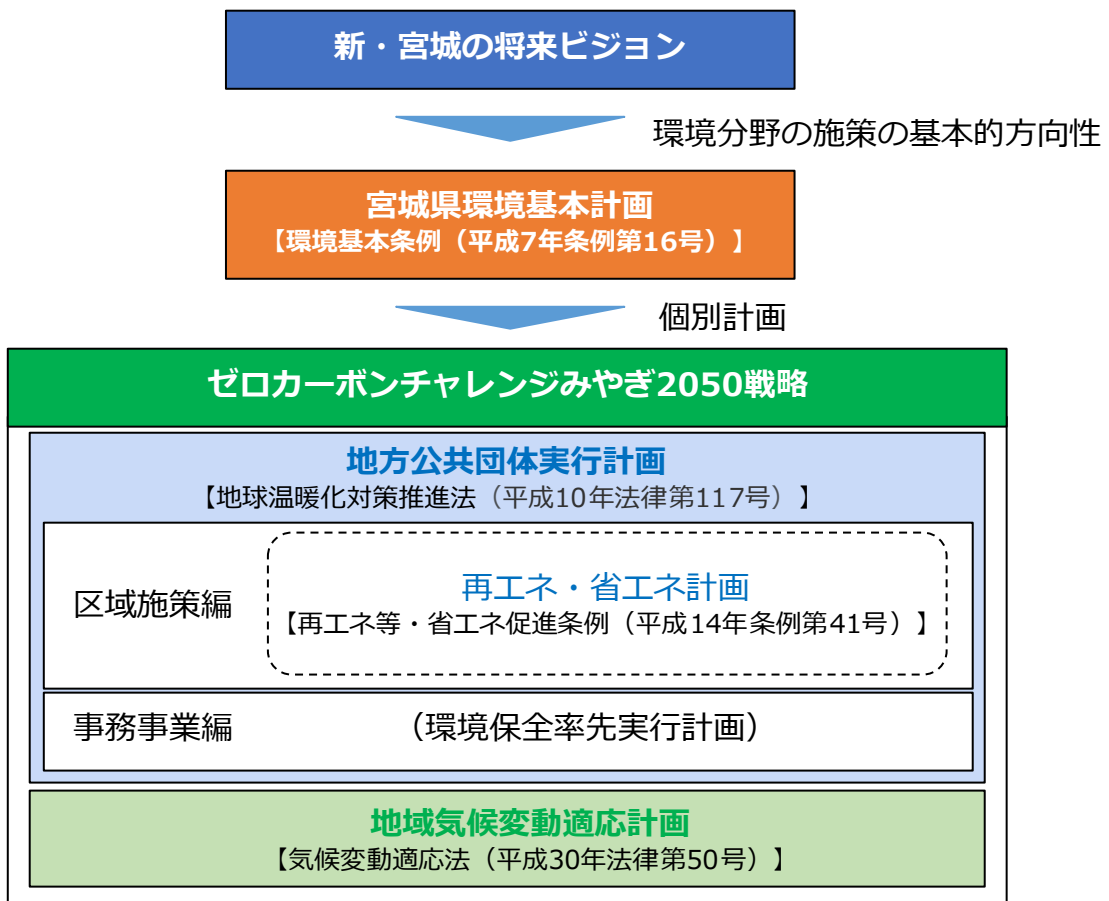 新・宮城の将来ビジョン
環境分野の施策の基本的方向性
宮城県環境基本計画
【環境基本条例（平成7年条例第16号）】
個別計画
ゼロカーボンチャレンジみやぎ2050戦略
地方公共団体実行計画
【地球温暖化対策推進法（平成10年法律第117号）】
区域施策編
再エネ・省エネ計画
【再エネ等・省エネ促進条例（平成14年条例第41号）】
事務事業編 （環境保全率先実行計画）
地域気候変動適応計画
【気候変動適応法（平成30年法律第50号）】